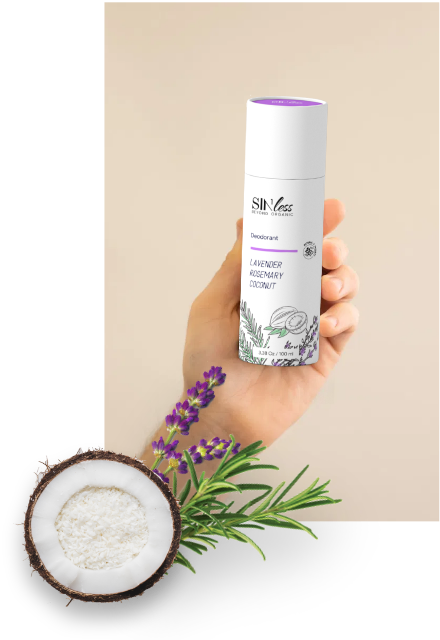 SINless
BEYOND ORGANIC
Deodorant
LAVENDER
ROSEMARY
COCONUT
3.38 Oz / 100 ml